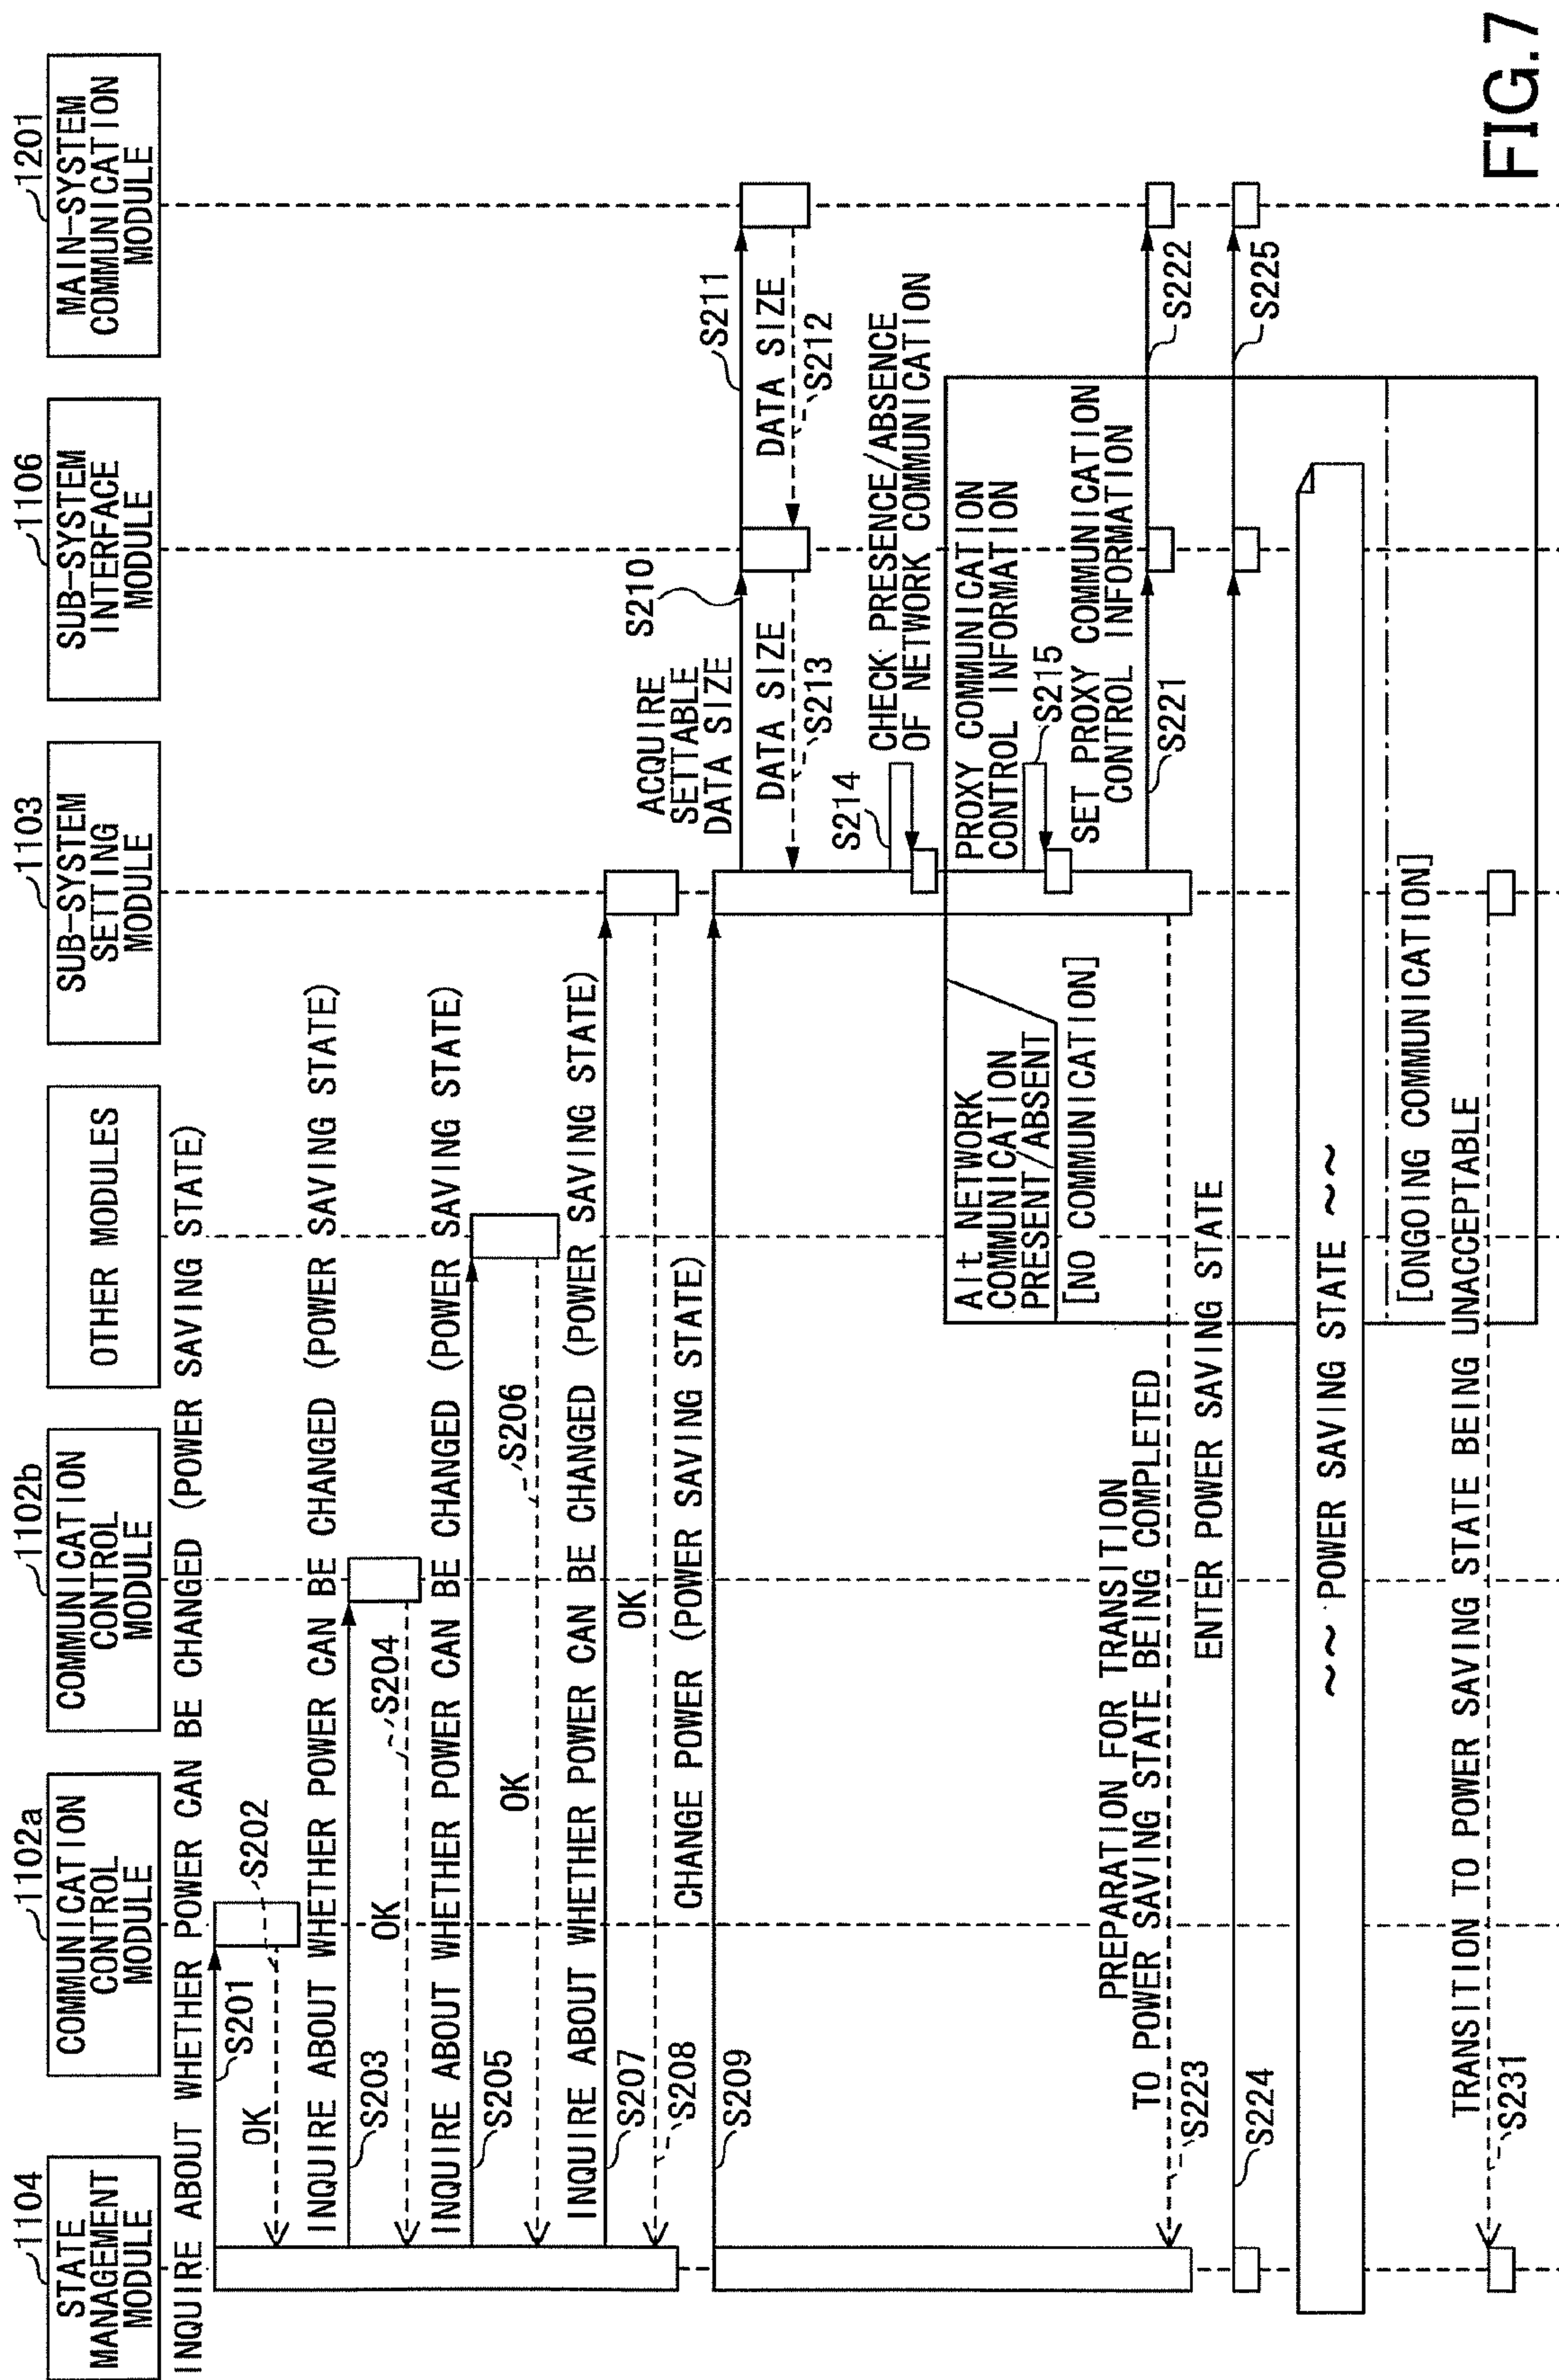 1104
STATE
MANAGEMENT
MODULE
1102a
COMMUNICATION
CONTROL
MODULE
1102b
COMMUNICATION
CONTROL
MODULE
OTHER MODULES
1103
SUB-SYSTEM
SETTING
MODULE
1106
SUB-SYSTEM
INTERFACE
MODULE
1201
MAIN-SYSTEM
COMMUNICATION
MODULE
INQUIRE ABOUT WHETHER POWER CAN BE CHANGED (POWER SAVING STATE)
S201
OK
S202
INQUIRE ABOUT WHETHER POWER CAN BE CHANGED (POWER SAVING STATE)
S203
OK
S204
INQUIRE ABOUT WHETHER POWER CAN BE CHANGED (POWER SAVING STATE)
S205
OK
S206
INQUIRE ABOUT WHETHER POWER CAN BE CHANGED (POWER SAVING STATE)
S207
OK
S208
CHANGE POWER (POWER SAVING STATE)
S209
ACQUIRE
SETTABLE
DATA SIZE
S210
S211
DATA SIZE
S212
DATA SIZE
S213
S214
CHECK PRESENCE/ABSENCE
OF NETWORK COMMUNICATION
Alt NETWORK
COMMUNICATION
PRESENT/ABSENT
[NO COMMUNICATION]
PROXY COMMUNICATION
CONTROL INFORMATION
S215
SET PROXY COMMUNICATION
CONTROL INFORMATION
S221
S222
PREPARATION FOR TRANSITION
TO POWER SAVING STATE BEING COMPLETED
S223
ENTER POWER SAVING STATE
S224
S225
~~~ POWER SAVING STATE ~~~
[ONGOING COMMUNICATION]
TRANSITION TO POWER SAVING STATE BEING UNACCEPTABLE
S231
FIG.7